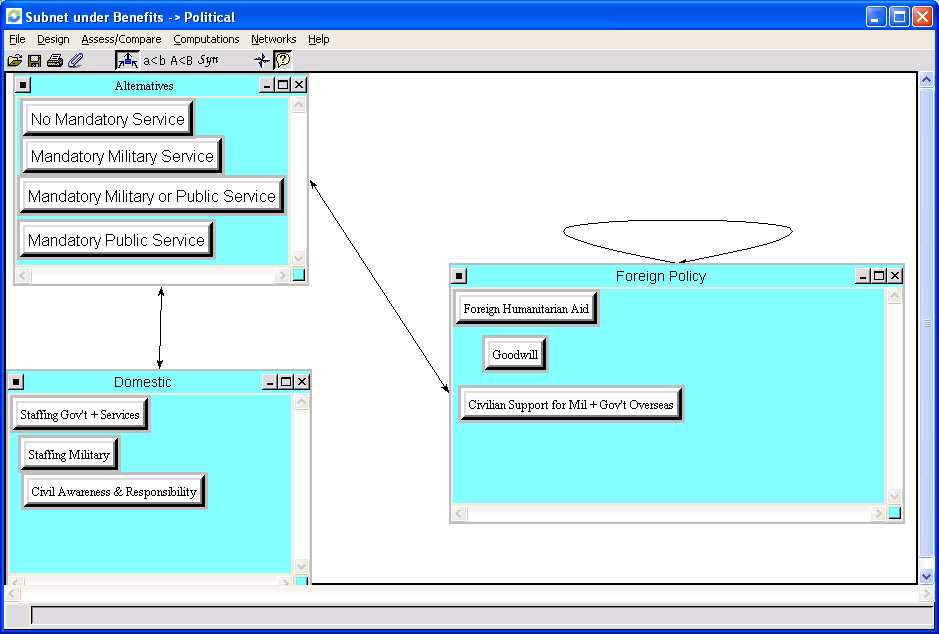 Subnet under Benefits -> Political
File Design Assess/Compare Computations Networks Help
a<b A<B Syn
Alternatives
No Mandatory Service
Mandatory Military Service
Mandatory Military or Public Service
Mandatory Public Service
Foreign Policy
Foreign Humanitarian Aid
Goodwill
Civilian Support for Mil + Gov't Overseas
Domestic
Staffing Gov't + Services
Staffing Military
Civil Awareness & Responsibility